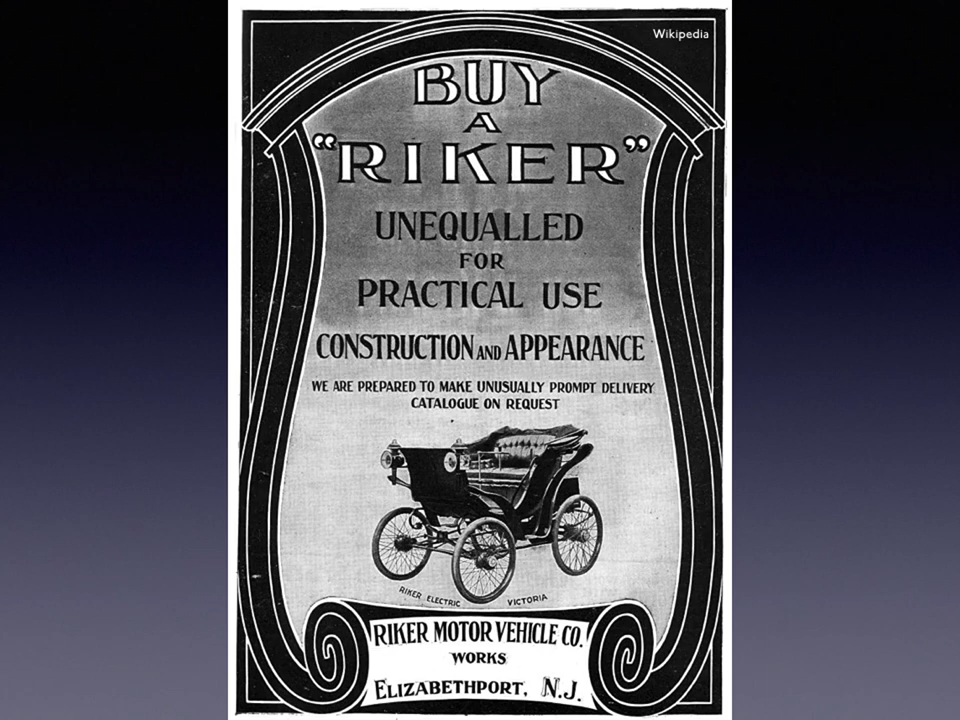 Wikipedia
BUY
A
“RIKER”
UNEQUALLED
FOR
PRACTICAL USE
CONSTRUCTION AND APPEARANCE
WE ARE PREPARED TO MAKE UNUSUALLY PROMPT DELIVERY
CATALOGUE ON REQUEST
RIKER ELECTRIC VICTORIA
RIKER MOTOR VEHICLE CO.
WORKS
ELIZABETHPORT, N.J.